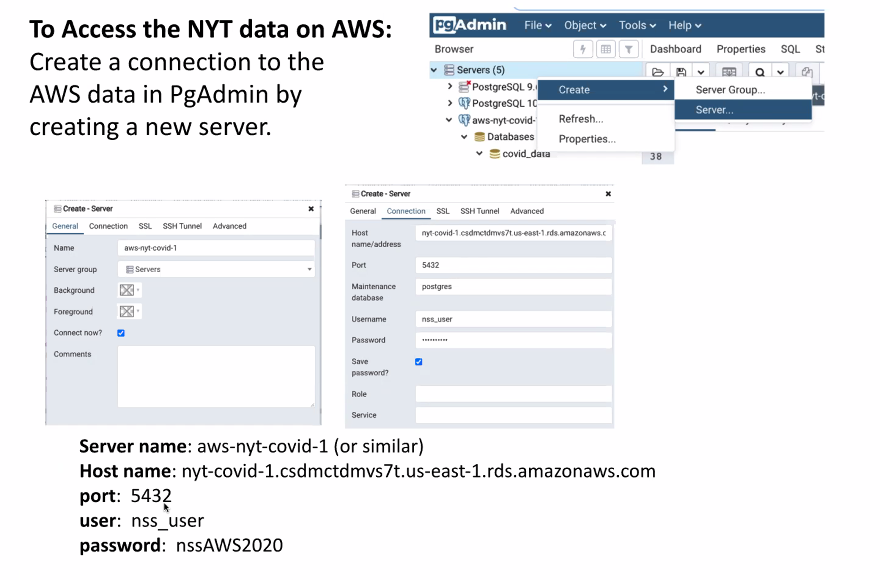 To Access the NYT data on AWS:
Create a connection to the
AWS data in PgAdmin by
creating a new server.
pgAdmin File Object Tools Help
Browser Dashboard Properties SQL
Servers (5)
PostgreSQL 9.
PostgreSQL 10
aws-nyt-covid-
Databases
covid_data
Create
Refresh...
Properties...
Server Group...
Server...
38
Create - Server
General Connection SSL SSH Tunnel Advanced
Name aws-nyt-covid-1
Server group Servers
Background
Foreground
Connect now?
Comments
Create - Server
General Connection SSL SSH Tunnel Advanced
Host nyt-covid-1.csdmctdmvs7t.us-east-1.rds.amazonaws.c
name/address
Port 5432
Maintenance postgres
database
Username nss_user
Password ••••••••••
Save
password?
Role
Service
Server name: aws-nyt-covid-1 (or similar)
Host name: nyt-covid-1.csdmctdmvs7t.us-east-1.rds.amazonaws.com
port: 5432
user: nss_user
password: nssAWS2020